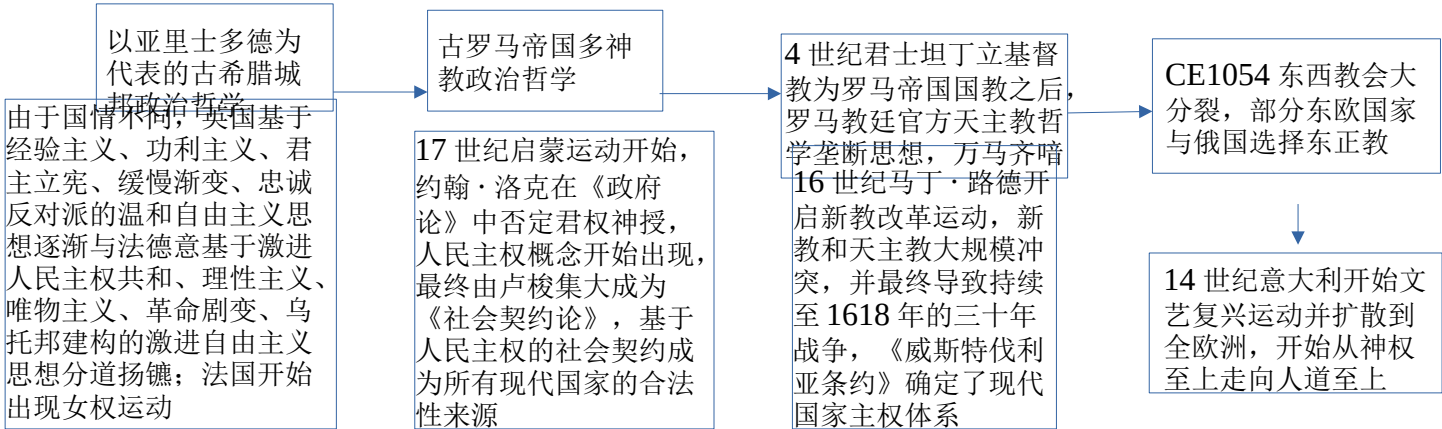 以亚里士多德为
代表的古希腊城
邦政治哲学
古罗马帝国多神
教政治哲学
4 世纪君士坦丁立基督
教为罗马帝国国教之后，
罗马教廷官方天主教哲
学垄断思想，万马齐喑
CE1054 东西教会大
分裂，部分东欧国家
与俄国选择东正教
14 世纪意大利开始文
艺复兴运动并扩散到
全欧洲，开始从神权
至上走向人道至上
16 世纪马丁 · 路德开
启新教改革运动，新
教和天主教大规模冲
突，并最终导致持续
至 1618 年的三十年
战争，《威斯特伐利
亚条约》确定了现代
国家主权体系
17 世纪启蒙运动开始，
约翰 · 洛克在《政府
论》中否定君权神授，
人民主权概念开始出现，
最终由卢梭集大成为
《社会契约论》，基于
人民主权的社会契约成
为所有现代国家的合法
性来源
由于国情不同，英国基于
经验主义、功利主义、君
主立宪、缓慢渐变、忠诚
反对派的温和自由主义思
想逐渐与法德意基于激进
人民主权共和、理性主义、
唯物主义、革命剧变、乌
托邦建构的激进自由主义
思想分道扬镳；法国开始
出现女权运动